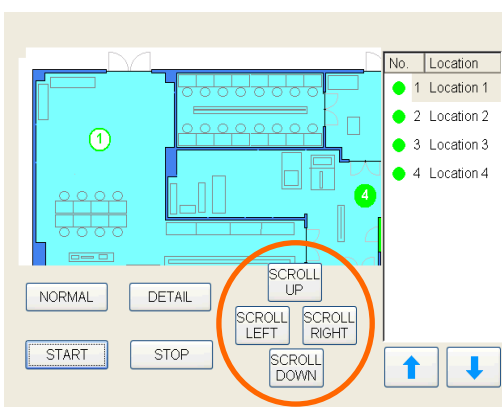 No. Location
1 Location 1
2 Location 2
3 Location 3
4 Location 4
1
4
SCROLL
UP
NORMAL
DETAIL
SCROLL
LEFT
SCROLL
RIGHT
START
STOP
SCROLL
DOWN